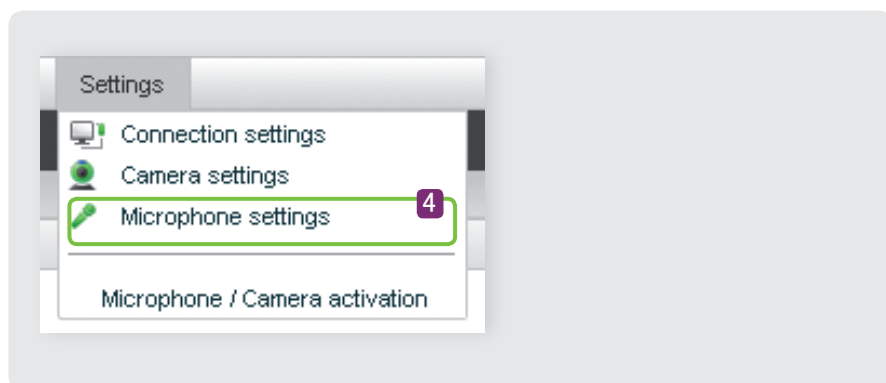 Settings
Connection settings
Camera settings
Microphone settings 4
Microphone / Camera activation